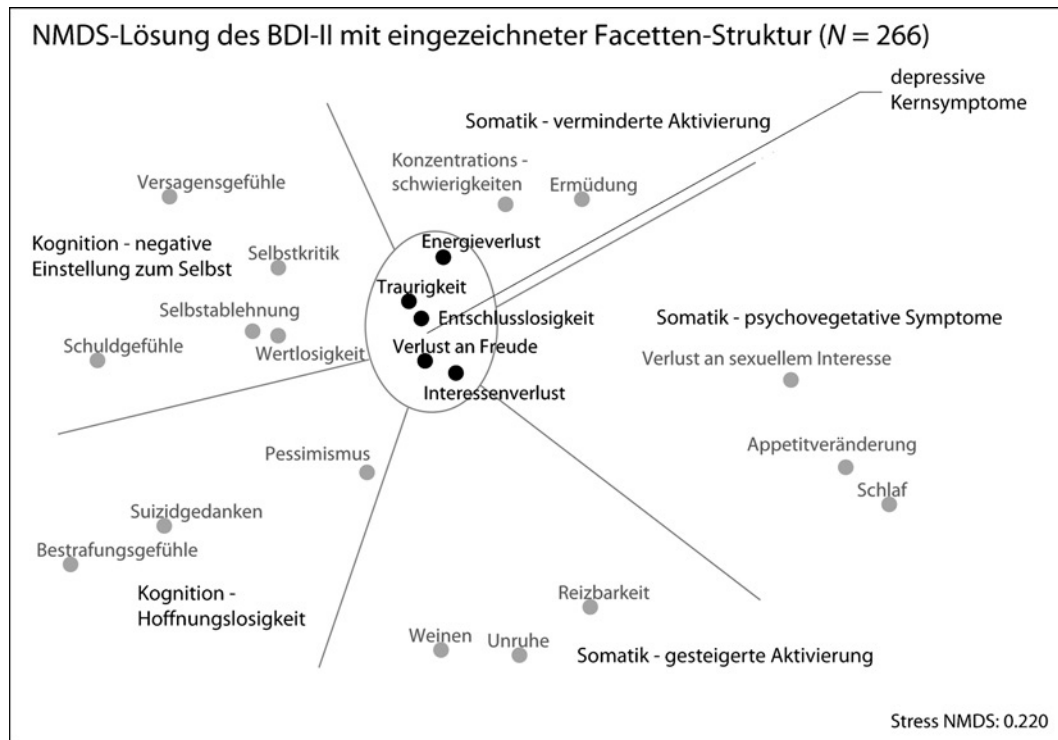 NMDS-Lösung des BDI-II mit eingezeichneter Facetten-Struktur (N = 266)
depressive
Kernsymptome
Somatik - verminderte Aktivierung
Konzentrations -
schwierigkeiten
Ermüdung
Versagensgefühle
Kognition - negative
Einstellung zum Selbst
Selbstkritik
Energieverlust
Traurigkeit
Entschlusslosigkeit
Selbstablehnung
Wertlosigkeit
Schuldgefühle
Verlust an Freude
Interessenverlust
Somatik - psychovegetative Symptome
Verlust an sexuellem Interesse
Appetitveränderung
Schlaf
Pessimismus
Suizidgedanken
Bestrafungsgefühle
Kognition -
Hoffnungslosigkeit
Reizbarkeit
Weinen
Unruhe
Somatik - gesteigerte Aktivierung
Stress NMDS: 0.220